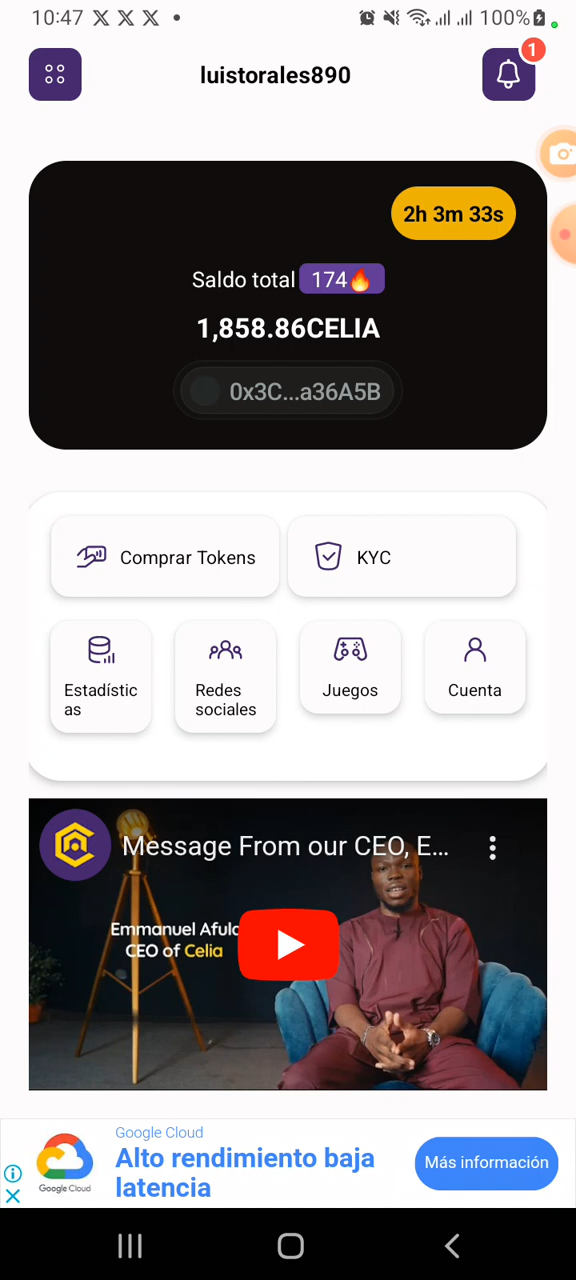 10:47
100%
luistorales890
1
2h 3m 33s
Saldo total 174🔥
1,858.86CELIA
0x3C...a36A5B
Comprar Tokens
KYC
Estadístic
as
Redes
sociales
Juegos
Cuenta
Message From our CEO, E...
Emmanuel Afula
CEO of Celia
Google Cloud
Alto rendimiento baja
latencia
Más información
Google Cloud